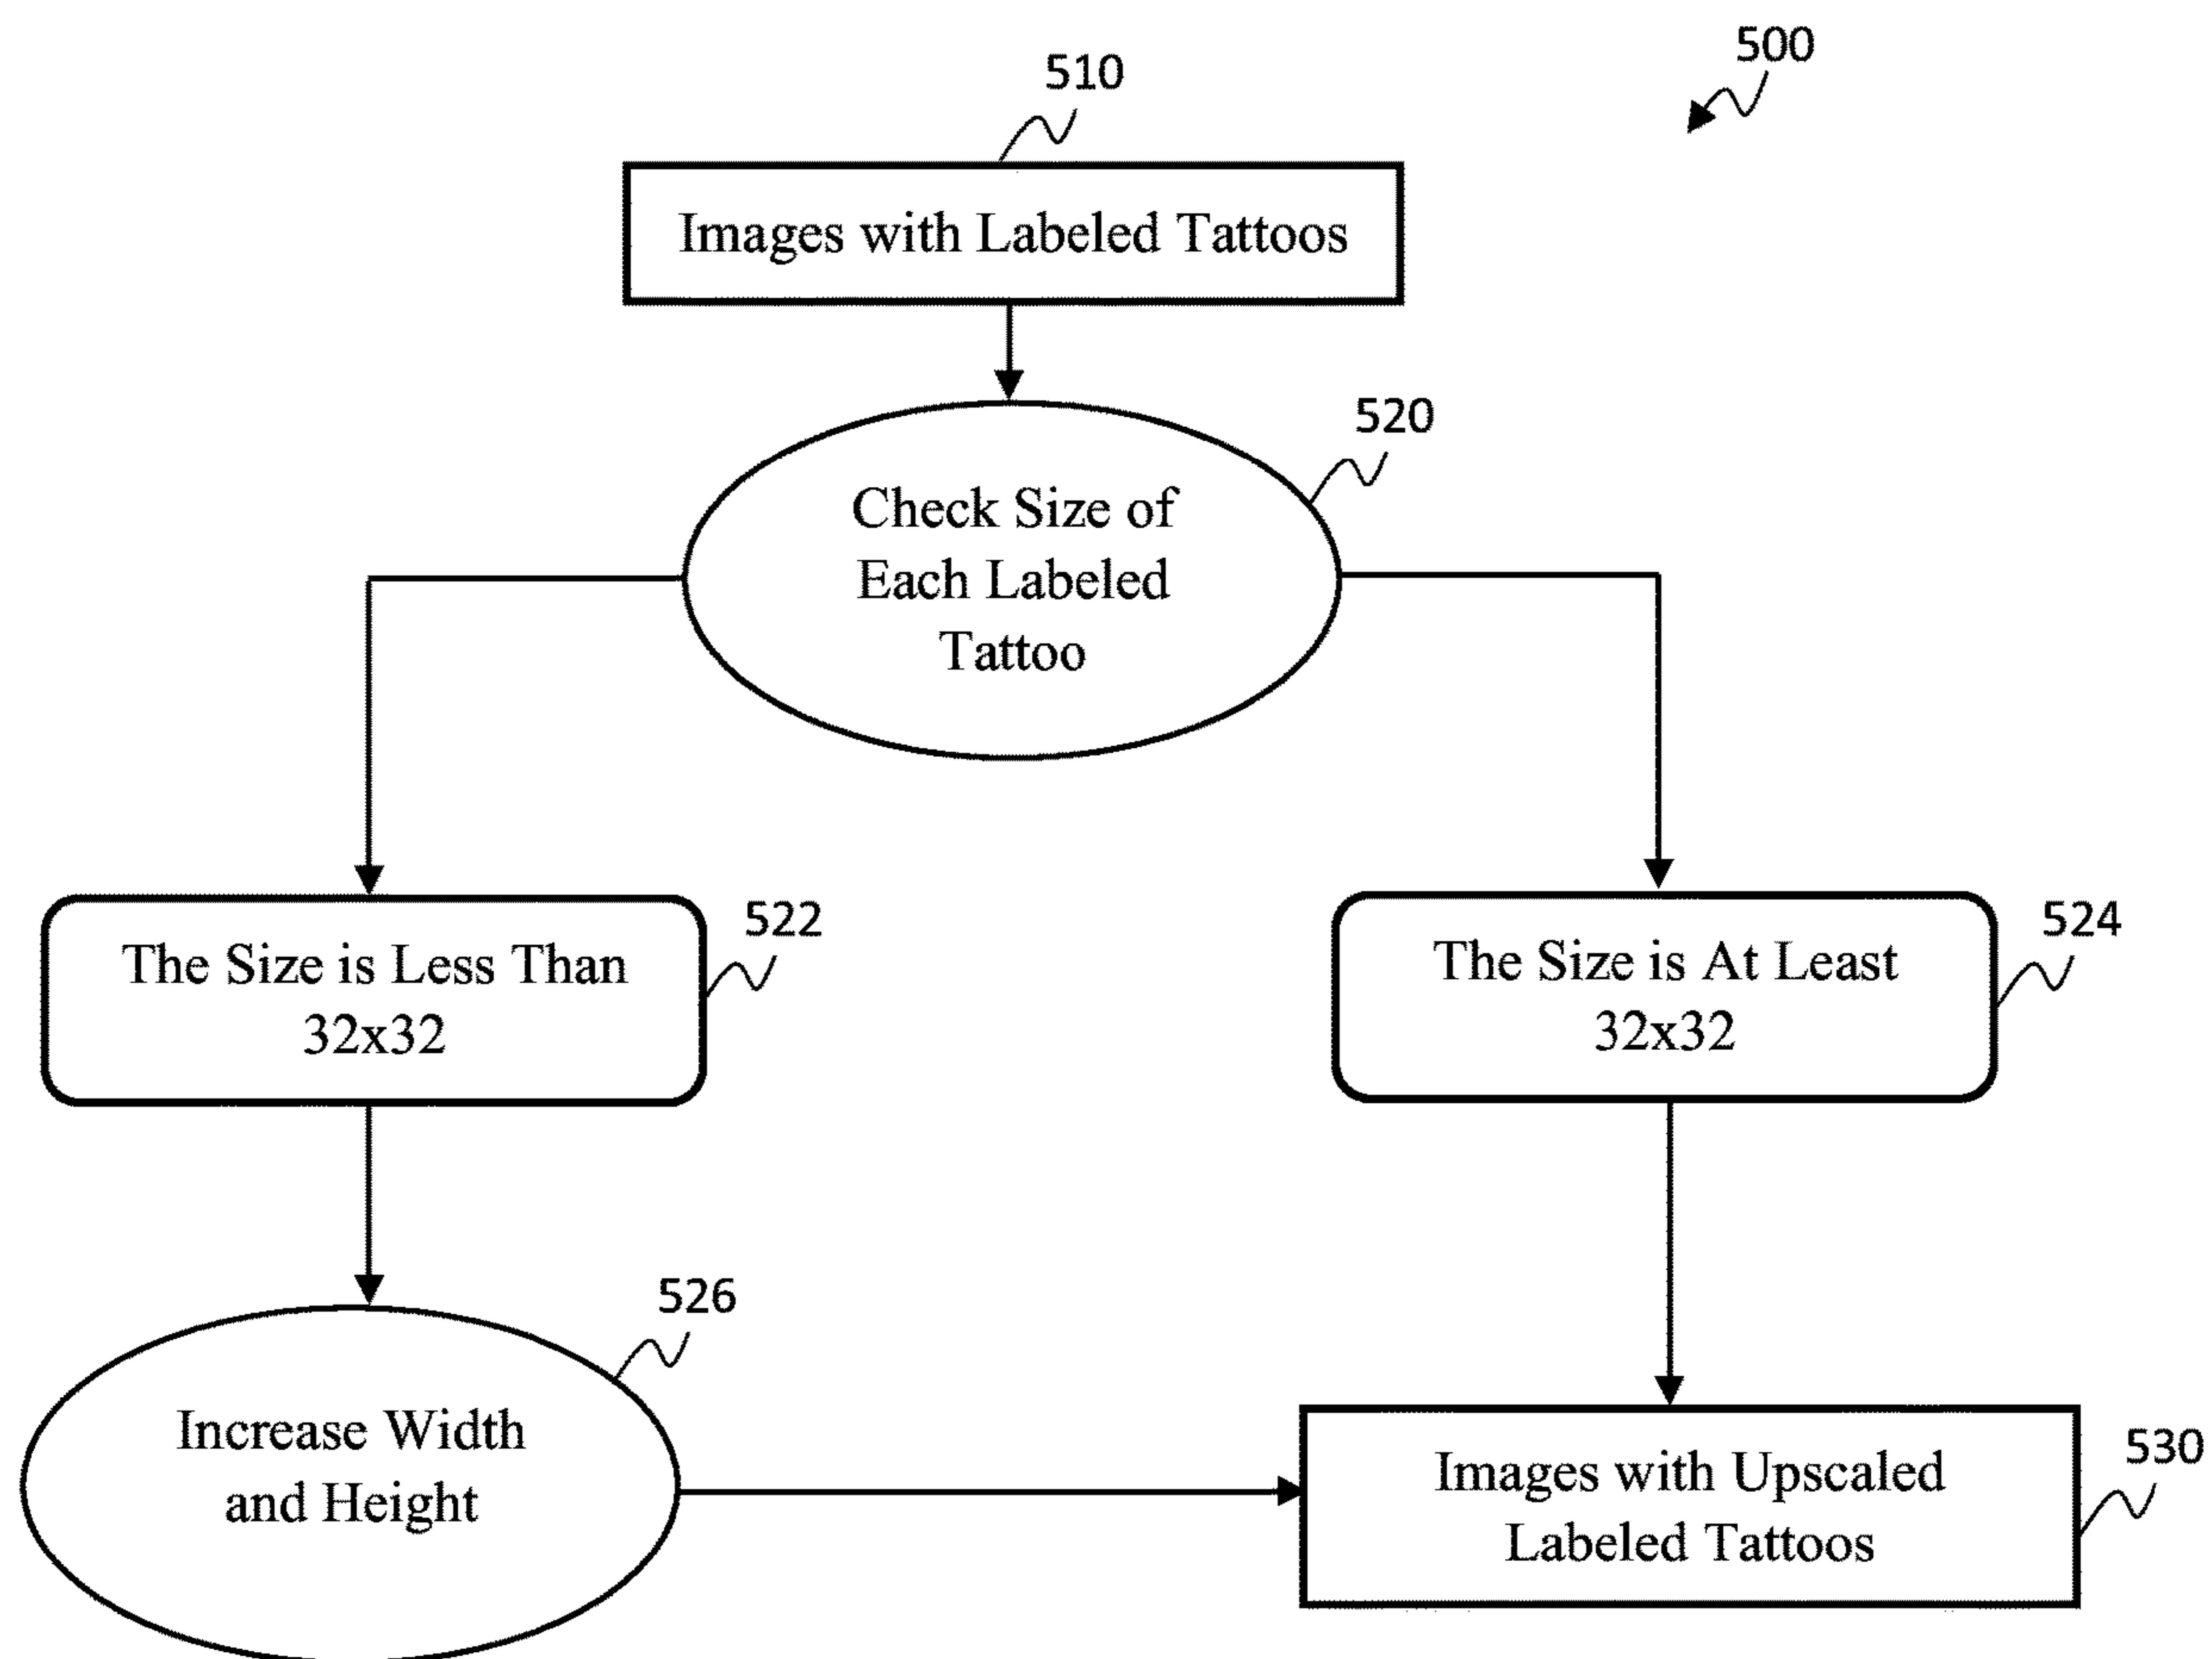 500
510
Images with Labeled Tattoos
520
Check Size of
Each Labeled
Tattoo
522
The Size is Less Than
32x32
524
The Size is At Least
32x32
526
Increase Width
and Height
530
Images with Upscaled
Labeled Tattoos